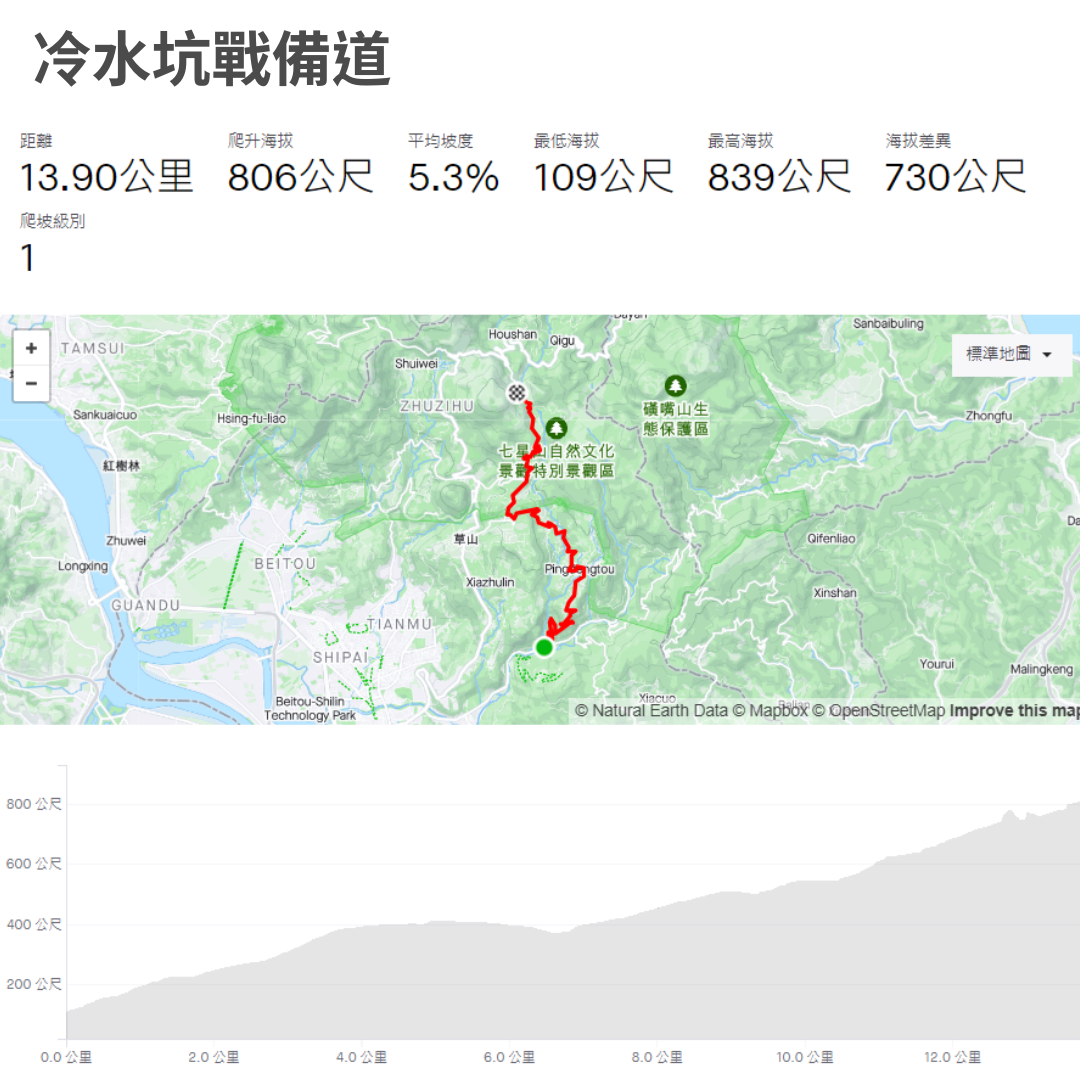 冷水坑戰備道
距離 爬升海拔 平均坡度 最低海拔 最高海拔 海拔差異
13.90公里 806公尺 5.3% 109公尺 839公尺 730公尺
爬坡級別
1
+
−
標準地圖
Sanbaibuling
Houshan
Qigu
TAMSUI
Shuiwei
ZHUZIHU
磺嘴山生
態保護區
Sankuaicuo
Hsing-fu-liao
Zhongfu
七星山自然文化
景觀特別景觀區
紅樹林
Zhuwei
草山
Qifenliao
Longxing
BEITOU
Xiazhulin
Pingdingtou
Xinshan
GUANDU
TIANMU
SHIPAI
Yourui
Malingkeng
Beitou-Shilin
Technology Park
Xiacuo
© Natural Earth Data © Mapbox © OpenStreetMap Improve this map
800 公尺
600 公尺
400 公尺
200 公尺
0.0 公里 2.0 公里 4.0 公里 6.0 公里 8.0 公里 10.0 公里 12.0 公里